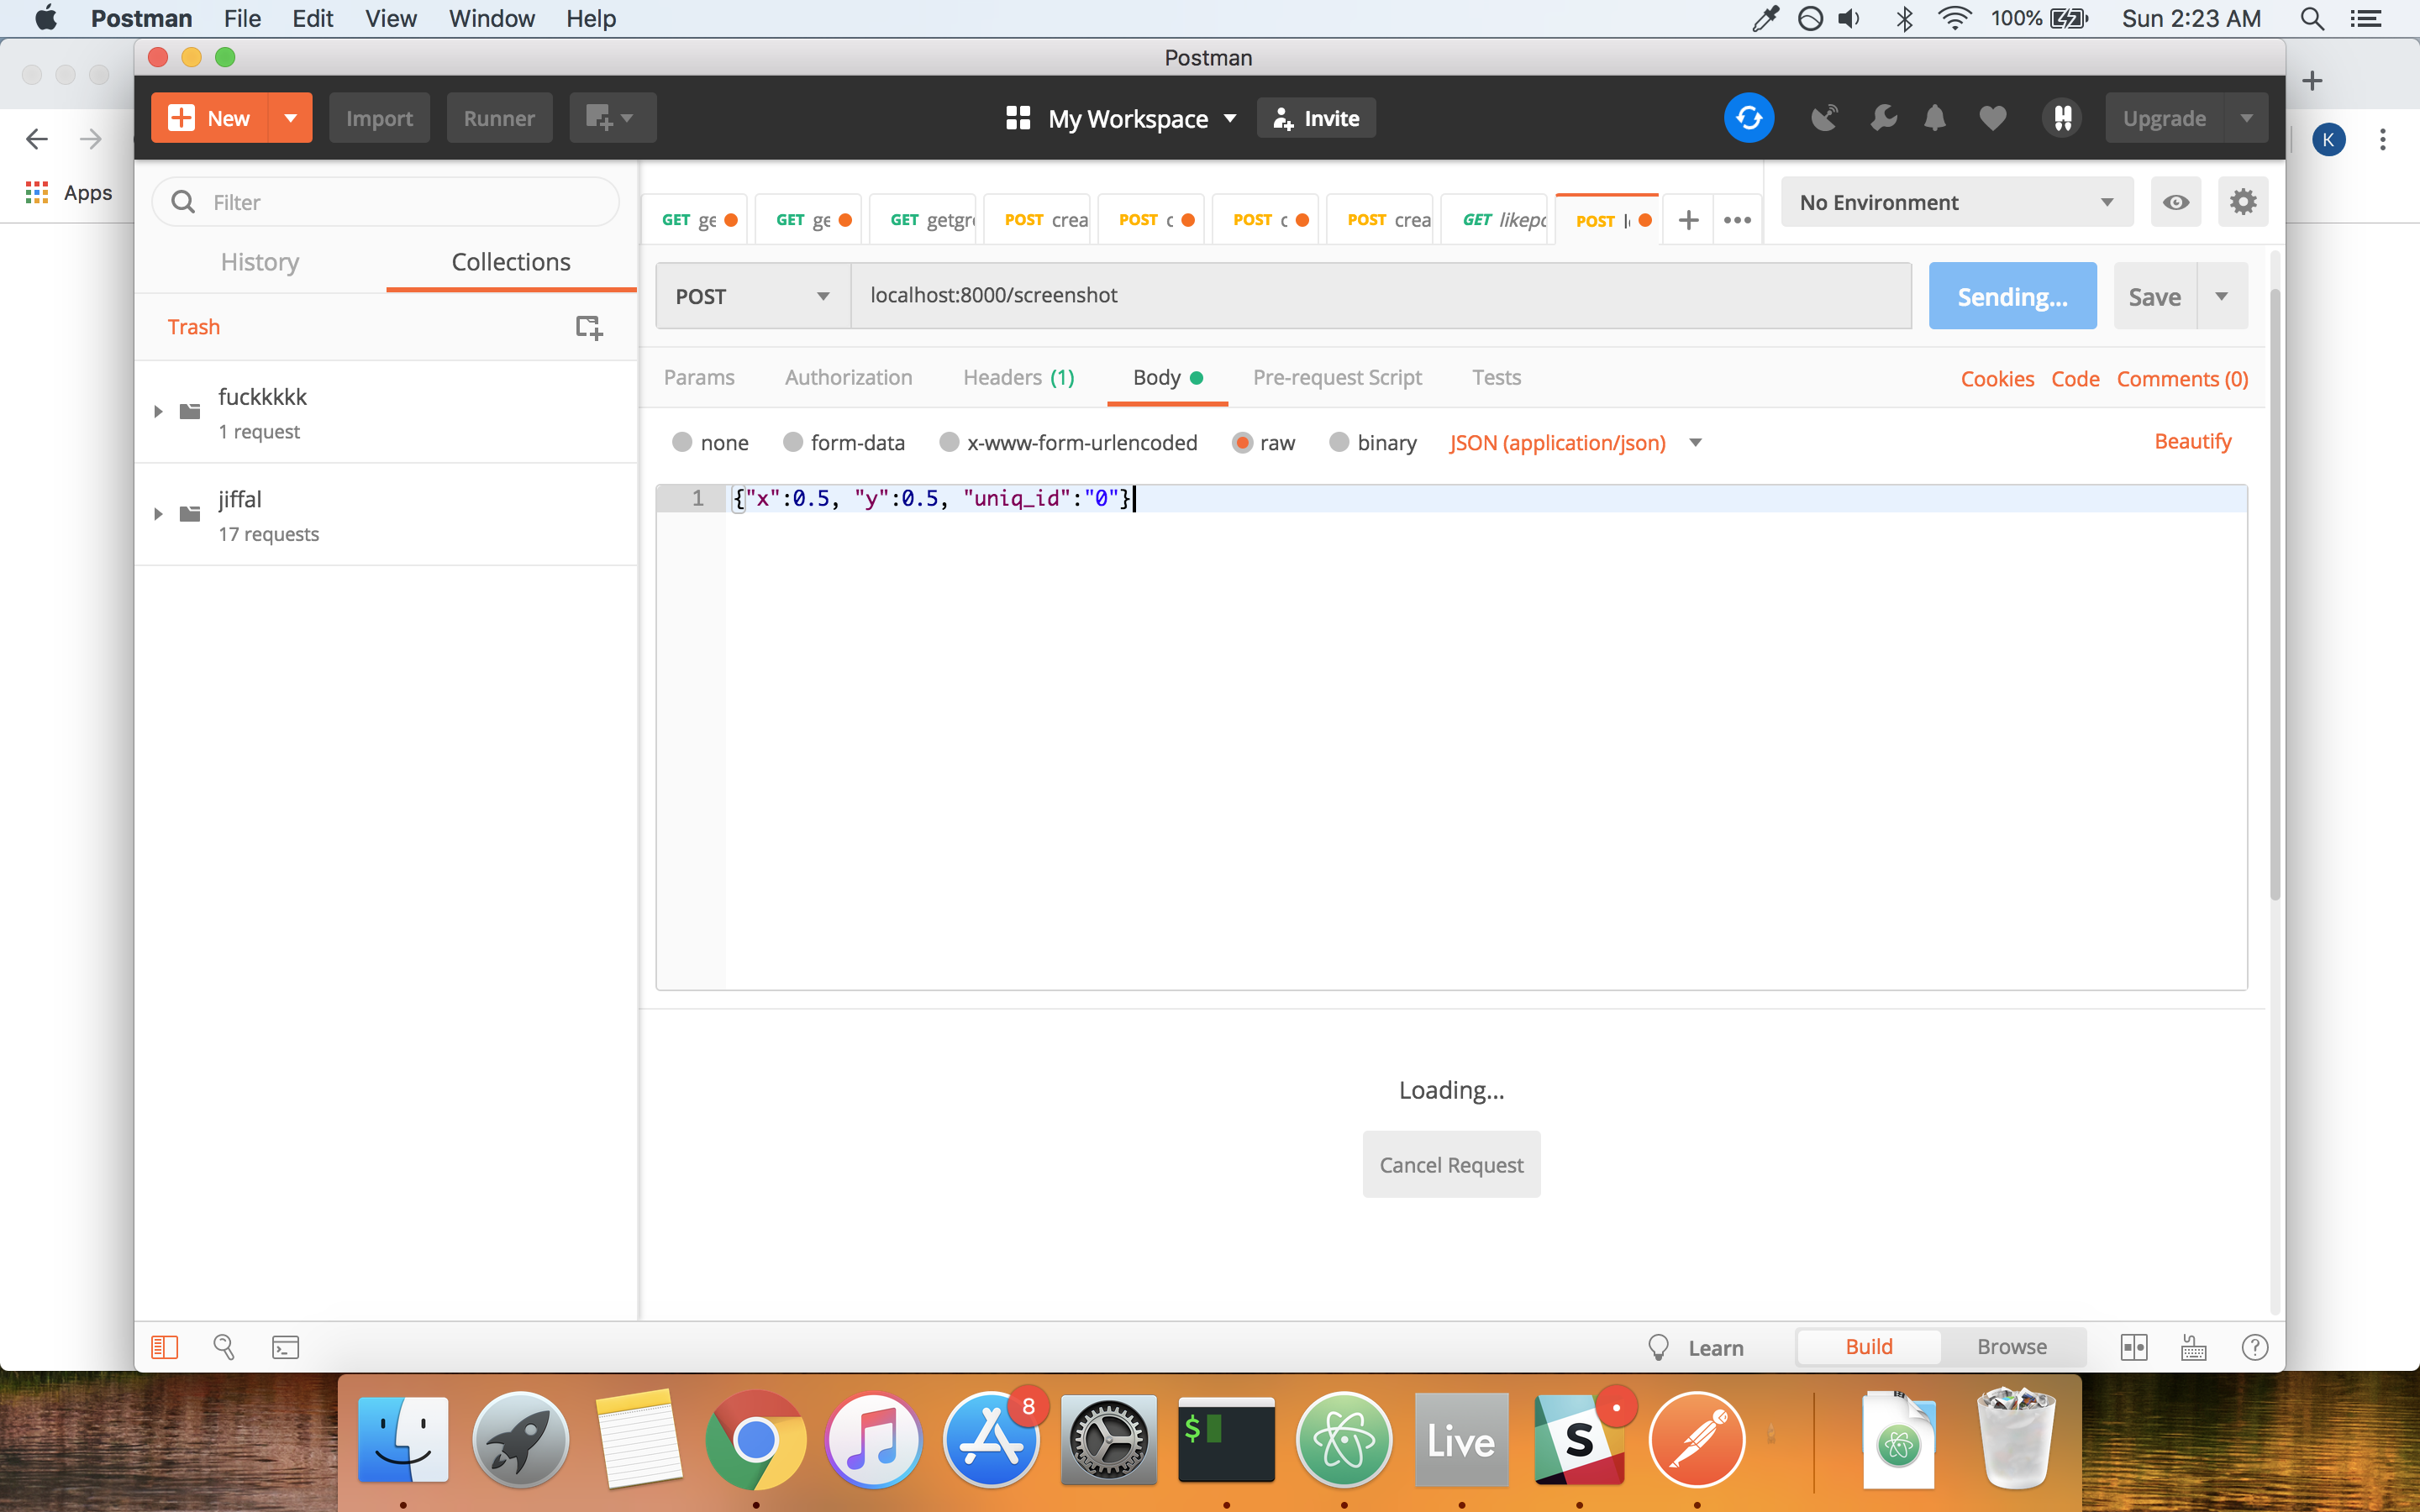 Postman File Edit View Window Help 100% Sun 2:23 AM
Postman
New Import Runner My Workspace Invite Upgrade
K
Apps
Filter
GET ge GET ge GET getgr POST crea POST c POST c POST crea GET likepo POST
No Environment
History Collections
POST localhost:8000/screenshot Sending... Save
Trash
Params Authorization Headers (1) Body Pre-request Script Tests Cookies Code Comments (0)
fuckkkkk
1 request
none form-data x-www-form-urlencoded raw binary JSON (application/json) Beautify
jiffal
17 requests
1 {"x":0.5, "y":0.5, "uniq_id":"0"}
Loading...
Cancel Request
Learn Build Browse
8
$
Live
S